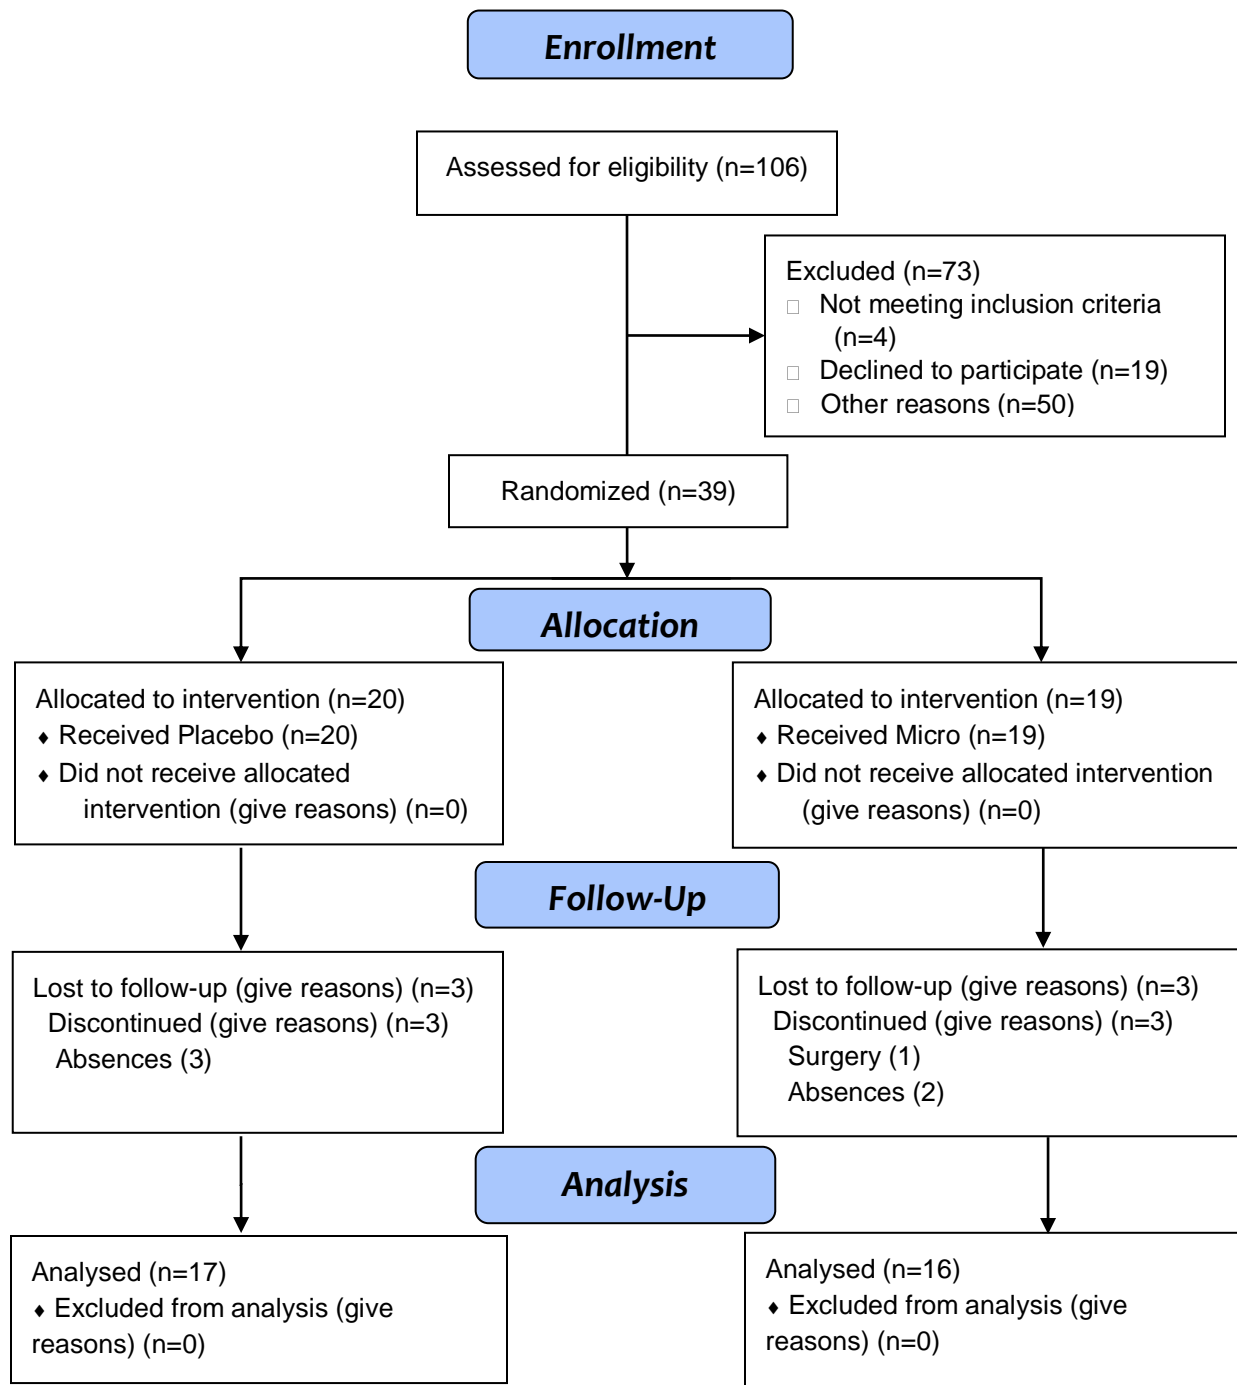 Enrollment
Assessed for eligibility (n=106)
Excluded (n=73)
□ Not meeting inclusion criteria
(n=4)
□ Declined to participate (n=19)
□ Other reasons (n=50)
Randomized (n=39)
Allocation
Allocated to intervention (n=20)
♦ Received Placebo (n=20)
♦ Did not receive allocated
intervention (give reasons) (n=0)
Allocated to intervention (n=19)
♦ Received Micro (n=19)
♦ Did not receive allocated intervention
(give reasons) (n=0)
Follow-Up
Lost to follow-up (give reasons) (n=3)
Discontinued (give reasons) (n=3)
Absences (3)
Lost to follow-up (give reasons) (n=3)
Discontinued (give reasons) (n=3)
Surgery (1)
Absences (2)
Analysis
Analysed (n=17)
♦ Excluded from analysis (give
reasons) (n=0)
Analysed (n=16)
♦ Excluded from analysis (give
reasons) (n=0)